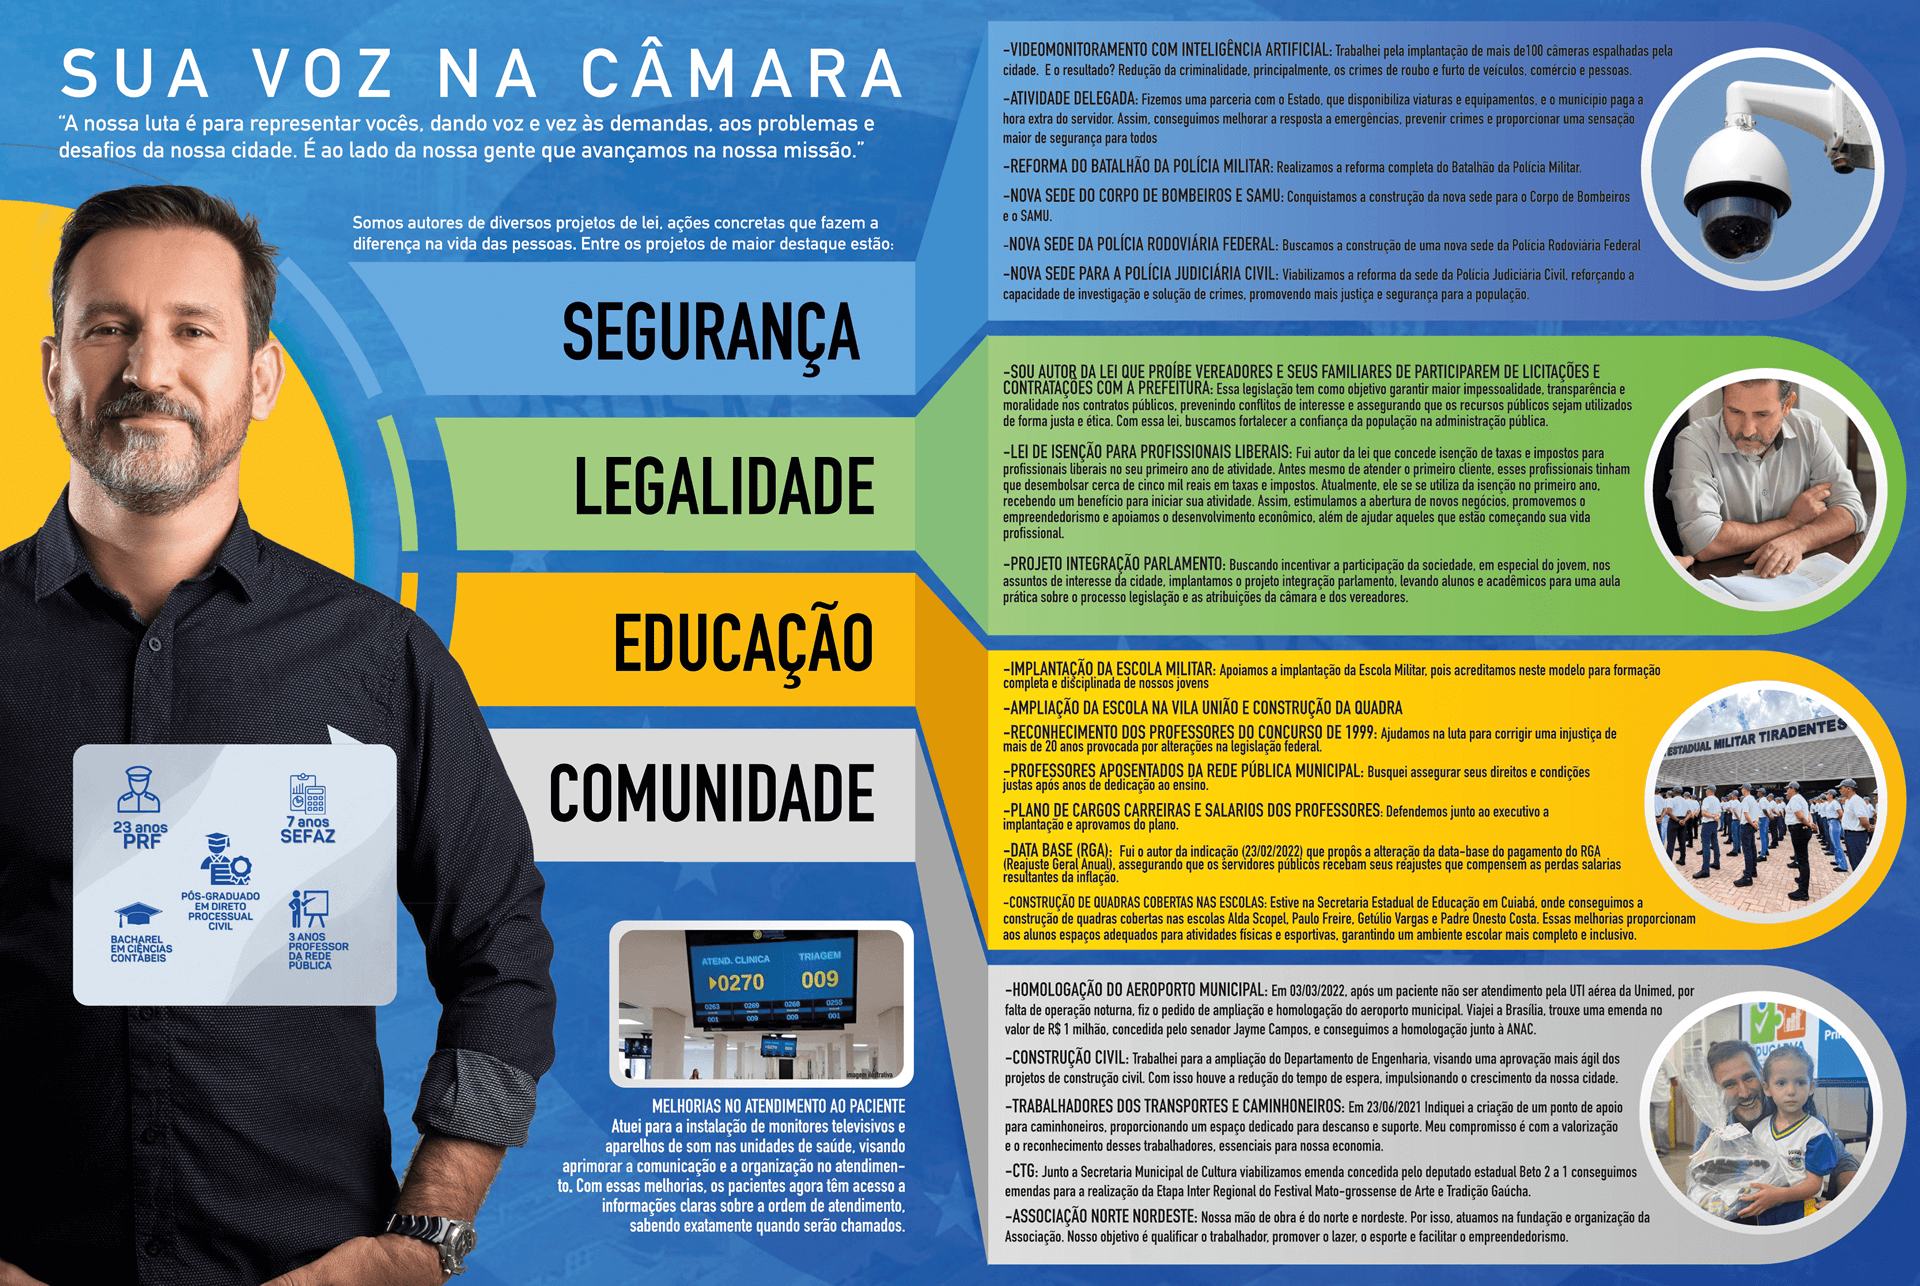 SUA VOZ NA CÂMARA
“A nossa luta é para representar vocês, dando voz e vez às demandas, aos problemas e
desafios da nossa cidade. É ao lado da nossa gente que avançamos na nossa missão.”
Somos autores de diversos projetos de lei, ações concretas que fazem a
diferença na vida das pessoas. Entre os projetos de maior destaque estão:
SEGURANÇA
LEGALIDADE
EDUCAÇÃO
COMUNIDADE
23 anos
PRF
7 anos
SEFAZ
PÓS-GRADUADO
EM DIRETO
PROCESSUAL
CIVIL
BACHAREL
EM CIÊNCIAS
CONTÁBEIS
3 ANOS
PROFESSOR
DA REDE
PÚBLICA
ATEND. CLINICA
TRIAGEM
0270
009
0263 0269 0268 0255
001 009 009 001
imagem ilustrativa
MELHORIAS NO ATENDIMENTO AO PACIENTE
Atuei para a instalação de monitores televisivos e
aparelhos de som nas unidades de saúde, visando
aprimorar a comunicação e a organização no atendimen-
to. Com essas melhorias, os pacientes agora têm acesso a
informações claras sobre a ordem de atendimento,
sabendo exatamente quando serão chamados.
-VIDEOMONITORAMENTO COM INTELIGÊNCIA ARTIFICIAL: Trabalhei pela implantação de mais de100 câmeras espalhadas pela
cidade. E o resultado? Redução da criminalidade, principalmente, os crimes de roubo e furto de veículos, comércio e pessoas.
-ATIVIDADE DELEGADA: Fizemos uma parceria com o Estado, que disponibiliza viaturas e equipamentos, e o município paga a
hora extra do servidor. Assim, conseguimos melhorar a resposta a emergências, prevenir crimes e proporcionar uma sensação
maior de segurança para todos
-REFORMA DO BATALHÃO DA POLÍCIA MILITAR: Realizamos a reforma completa do Batalhão da Polícia Militar.
-NOVA SEDE DO CORPO DE BOMBEIROS E SAMU: Conquistamos a construção da nova sede para o Corpo de Bombeiros
e o SAMU.
-NOVA SEDE DA POLÍCIA RODOVIÁRIA FEDERAL: Buscamos a construção de uma nova sede da Polícia Rodoviária Federal
-NOVA SEDE PARA A POLÍCIA JUDICIÁRIA CIVIL: Viabilizamos a reforma da sede da Polícia Judiciária Civil, reforçando a
capacidade de investigação e solução de crimes, promovendo mais justiça e segurança para a população.
-SOU AUTOR DA LEI QUE PROÍBE VEREADORES E SEUS FAMILIARES DE PARTICIPAREM DE LICITAÇÕES E
CONTRATAÇÕES COM A PREFEITURA: Essa legislação tem como objetivo garantir maior impessoalidade, transparência e
moralidade nos contratos públicos, prevenindo conflitos de interesse e assegurando que os recursos públicos sejam utilizados
de forma justa e ética. Com essa lei, buscamos fortalecer a confiança da população na administração pública.
-LEI DE ISENÇÃO PARA PROFISSIONAIS LIBERAIS: Fui autor da lei que concede isenção de taxas e impostos para
profissionais liberais no seu primeiro ano de atividade. Antes mesmo de atender o primeiro cliente, esses profissionais tinham
que desembolsar cerca de cinco mil reais em taxas e impostos. Atualmente, ele se se utiliza da isenção no primeiro ano,
recebendo um benefício para iniciar sua atividade. Assim, estimulamos a abertura de novos negócios, promovemos o
empreendedorismo e apoiamos o desenvolvimento econômico, além de ajudar aqueles que estão começando sua vida
profissional.
-PROJETO INTEGRAÇÃO PARLAMENTO: Buscando incentivar a participação da sociedade, em especial do jovem, nos
assuntos de interesse da cidade, implantamos o projeto integração parlamento, levando alunos e acadêmicos para uma aula
prática sobre o processo legislação e as atribuições da câmara e dos vereadores.
-IMPLANTAÇÃO DA ESCOLA MILITAR: Apoiamos a implantação da Escola Militar, pois acreditamos neste modelo para formação
completa e disciplinada de nossos jovens
-AMPLIAÇÃO DA ESCOLA NA VILA UNIÃO E CONSTRUÇÃO DA QUADRA
-RECONHECIMENTO DOS PROFESSORES DO CONCURSO DE 1999: Ajudamos na luta para corrigir uma injustiça de
mais de 20 anos provocada por alterações na legislação federal.
-PROFESSORES APOSENTADOS DA REDE PÚBLICA MUNICIPAL: Busquei assegurar seus direitos e condições
justas após anos de dedicação ao ensino.
-PLANO DE CARGOS CARREIRAS E SALARIOS DOS PROFESSORES: Defendemos junto ao executivo a
implantação e aprovamos do plano.
-DATA BASE (RGA): Fui o autor da indicação (23/02/2022) que propôs a alteração da data-base do pagamento do RGA
(Reajuste Geral Anual), assegurando que os servidores públicos recebam seus reajustes que compensem as perdas salarias
resultantes da inflação.
-CONSTRUÇÃO DE QUADRAS COBERTAS NAS ESCOLAS: Estive na Secretaria Estadual de Educação em Cuiabá, onde conseguimos a
construção de quadras cobertas nas escolas Alda Scopel, Paulo Freire, Getúlio Vargas e Padre Onesto Costa. Essas melhorias proporcionam
aos alunos espaços adequados para atividades físicas e esportivas, garantindo um ambiente escolar mais completo e inclusivo.
ESTADUAL MILITAR TIRADENTES
-HOMOLOGAÇÃO DO AEROPORTO MUNICIPAL: Em 03/03/2022, após um paciente não ser atendimento pela UTI aérea da Unimed, por
falta de operação noturna, fiz o pedido de ampliação e homologação do aeroporto municipal. Viajei a Brasília, trouxe uma emenda no
valor de R$ 1 milhão, concedida pelo senador Jayme Campos, e conseguimos a homologação junto à ANAC.
-CONSTRUÇÃO CIVIL: Trabalhei para a ampliação do Departamento de Engenharia, visando uma aprovação mais ágil dos
projetos de construção civil. Com isso houve a redução do tempo de espera, impulsionando o crescimento da nossa cidade.
-TRABALHADORES DOS TRANSPORTES E CAMINHONEIROS: Em 23/06/2021 Indiquei a criação de um ponto de apoio
para caminhoneiros, proporcionando um espaço dedicado para descanso e suporte. Meu compromisso é com a valorização
e o reconhecimento desses trabalhadores, essenciais para nossa economia.
-CTG: Junto a Secretaria Municipal de Cultura viabilizamos emenda concedida pelo deputado estadual Beto 2 a 1 conseguimos
emendas para a realização da Etapa Inter Regional do Festival Mato-grossense de Arte e Tradição Gaúcha.
-ASSOCIAÇÃO NORTE NORDESTE: Nossa mão de obra é do norte e nordeste. Por isso, atuamos na fundação e organização da
Associação. Nosso objetivo é qualificar o trabalhador, promover o lazer, o esporte e facilitar o empreendedorismo.